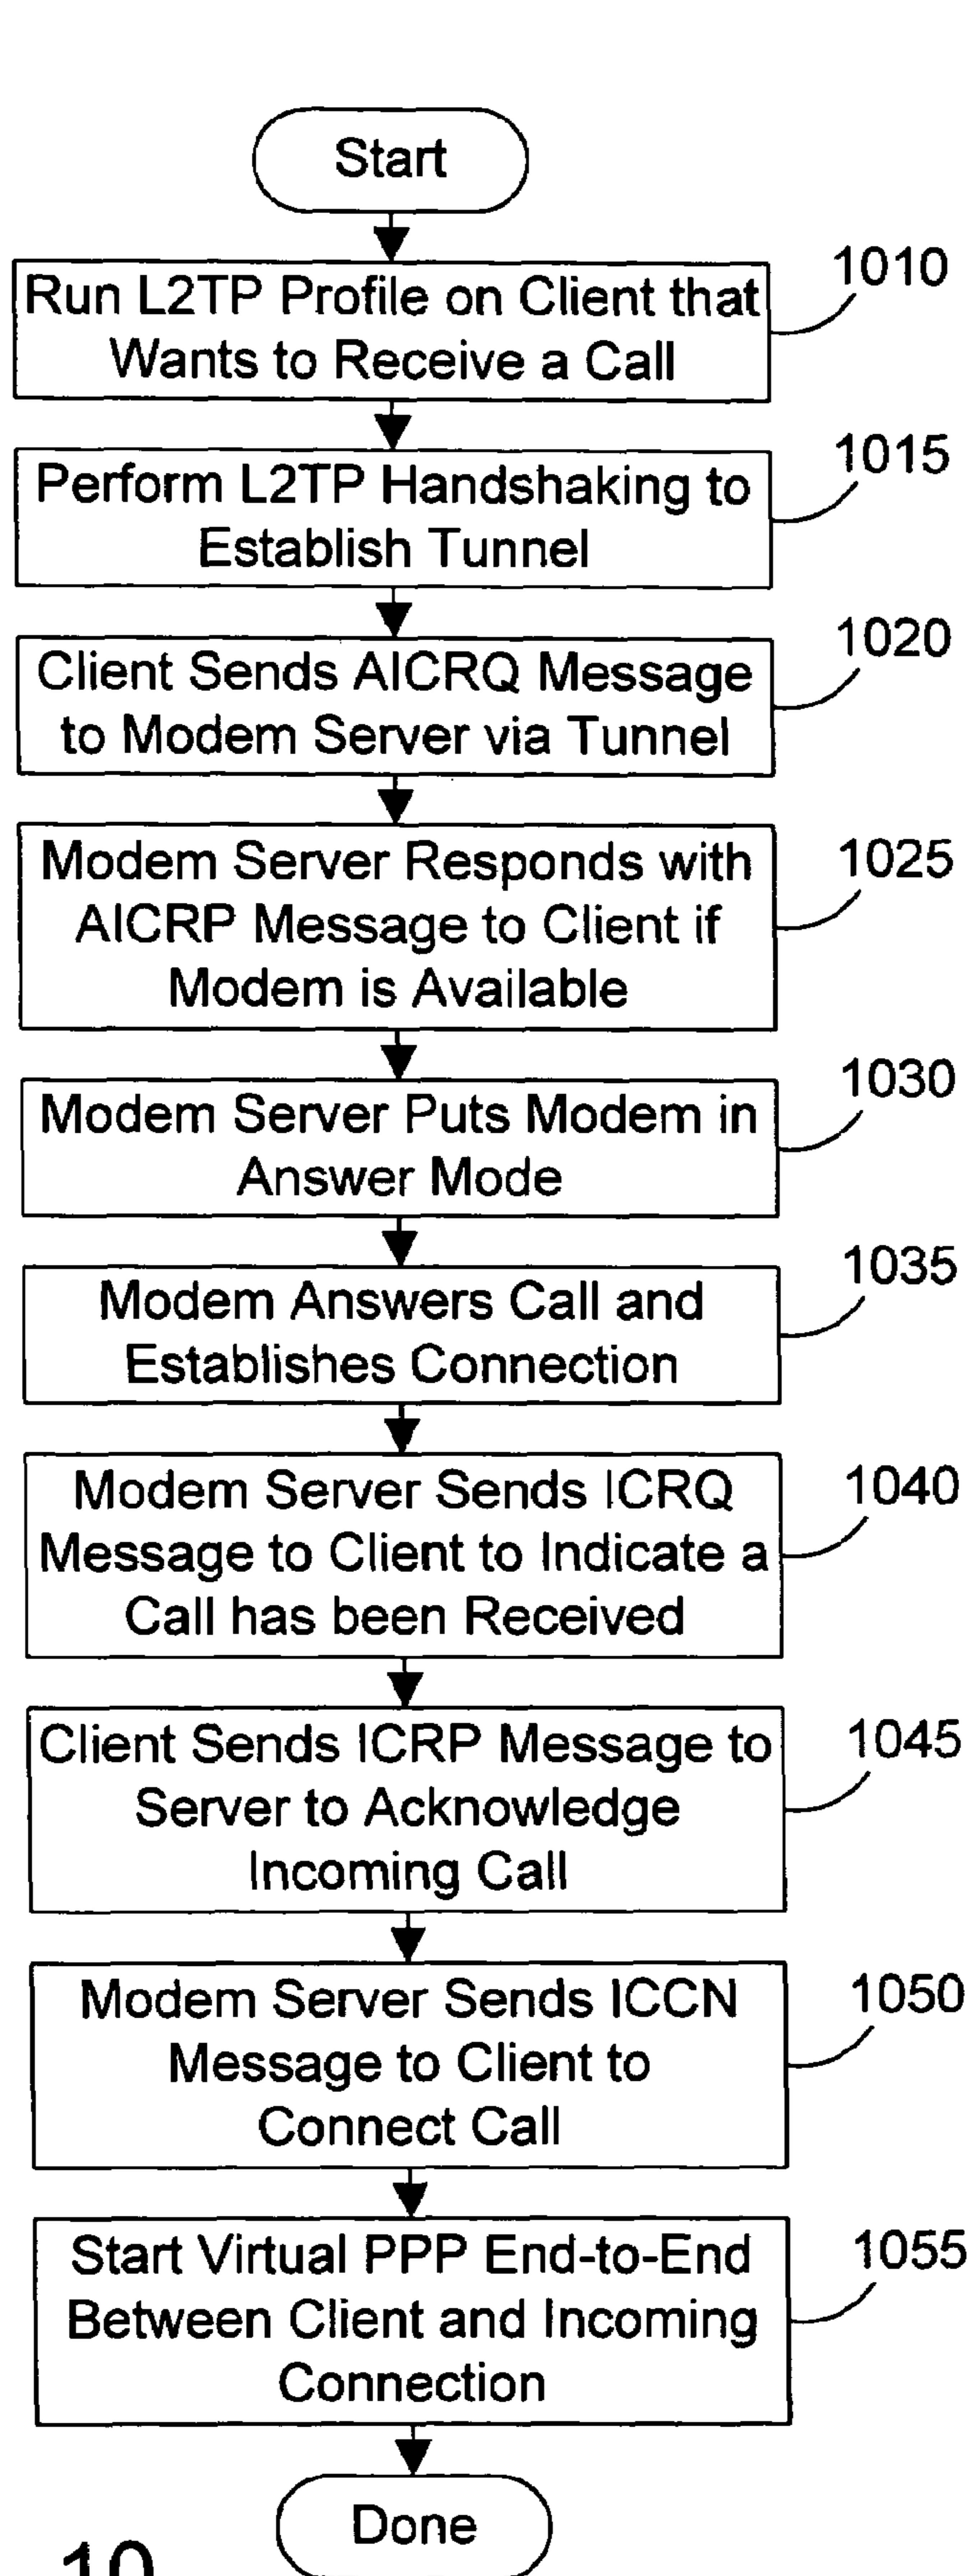 Start
Run L2TP Profile on Client that
Wants to Receive a Call
1010
Perform L2TP Handshaking to
Establish Tunnel
1015
Client Sends AICRQ Message
to Modem Server via Tunnel
1020
Modem Server Responds with
AICRP Message to Client if
Modem is Available
1025
Modem Server Puts Modem in
Answer Mode
1030
Modem Answers Call and
Establishes Connection
1035
Modem Server Sends ICRQ
Message to Client to Indicate a
Call has been Received
1040
Client Sends ICRP Message to
Server to Acknowledge
Incoming Call
1045
Modem Server Sends ICCN
Message to Client to
Connect Call
1050
Start Virtual PPP End-to-End
Between Client and Incoming
Connection
1055
Done
10